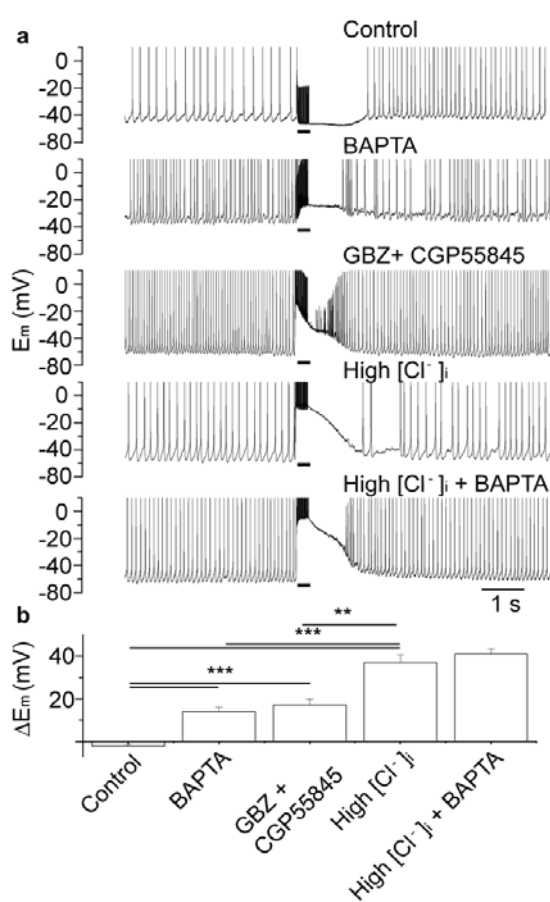 a
Control
0
-20
-40
-60
-80
BAPTA
0
-20
-40
-60
-80
GBZ+ CGP55845
0
-20
-40
-60
-80
High [Cl⁻]i
0
-20
-40
-60
-80
High [Cl⁻]i + BAPTA
0
-20
-40
-60
-80
Em (mV)
1 s
b
**
***
***
40
20
ΔEm (mV)
Control
BAPTA
GBZ +
CGP55845
High [Cl⁻]i
High [Cl⁻]i + BAPTA